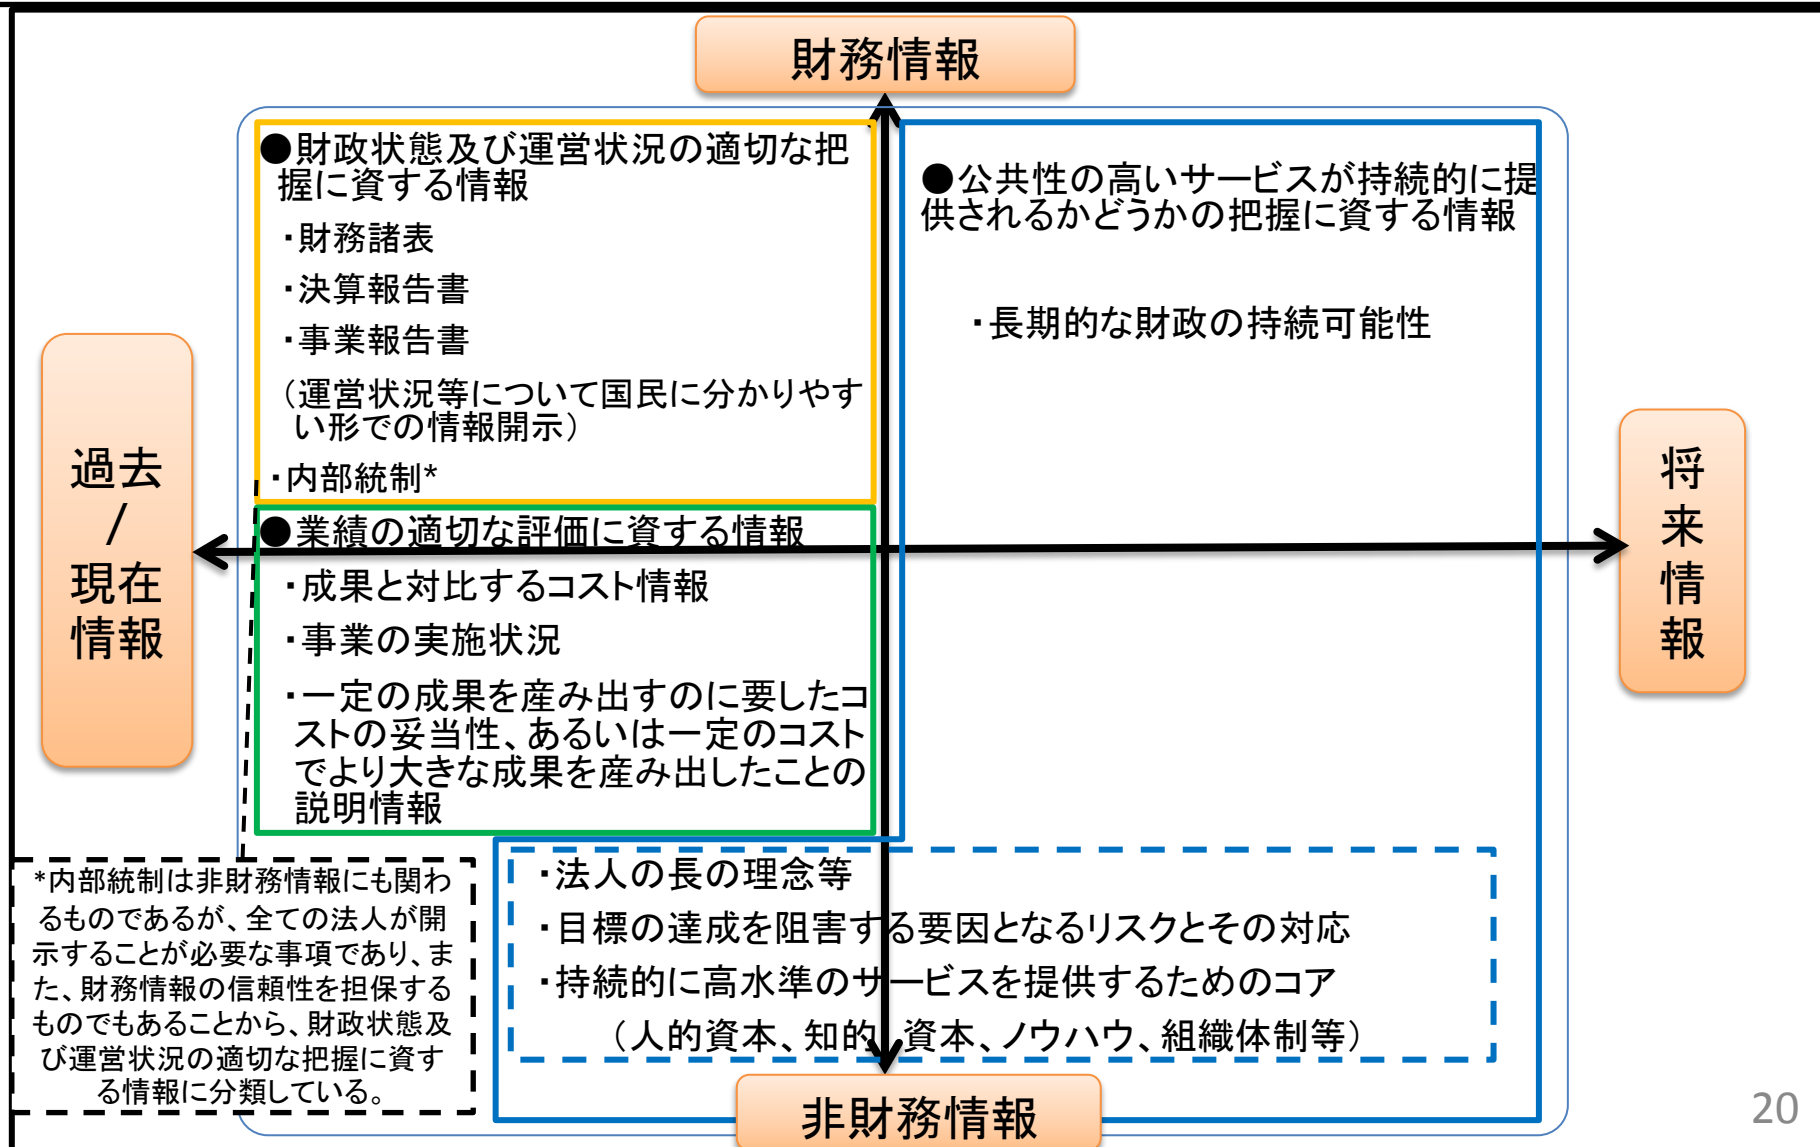 財務情報
●財政状態及び運営状況の適切な把
握に資する情報
・財務諸表
・決算報告書
・事業報告書
（運営状況等について国民に分かりやす
い形での情報開示）
・内部統制*
●公共性の高いサービスが持続的に提
供されるかどうかの把握に資する情報
・長期的な財政の持続可能性
過去
/
現在
情報
将
来
情
報
●業績の適切な評価に資する情報
・成果と対比するコスト情報
・事業の実施状況
・一定の成果を産み出すのに要したコ
ストの妥当性、あるいは一定のコスト
でより大きな成果を産み出したことの
説明情報
・法人の長の理念等
・目標の達成を阻害する要因となるリスクとその対応
・持続的に高水準のサービスを提供するためのコア
（人的資本、知的 資本、ノウハウ、組織体制等）
*内部統制は非財務情報にも関わ
るものであるが、全ての法人が開
示することが必要な事項であり、ま
た、財務情報の信頼性を担保する
ものでもあることから、財政状態及
び運営状況の適切な把握に資す
る情報に分類している。
非財務情報
20